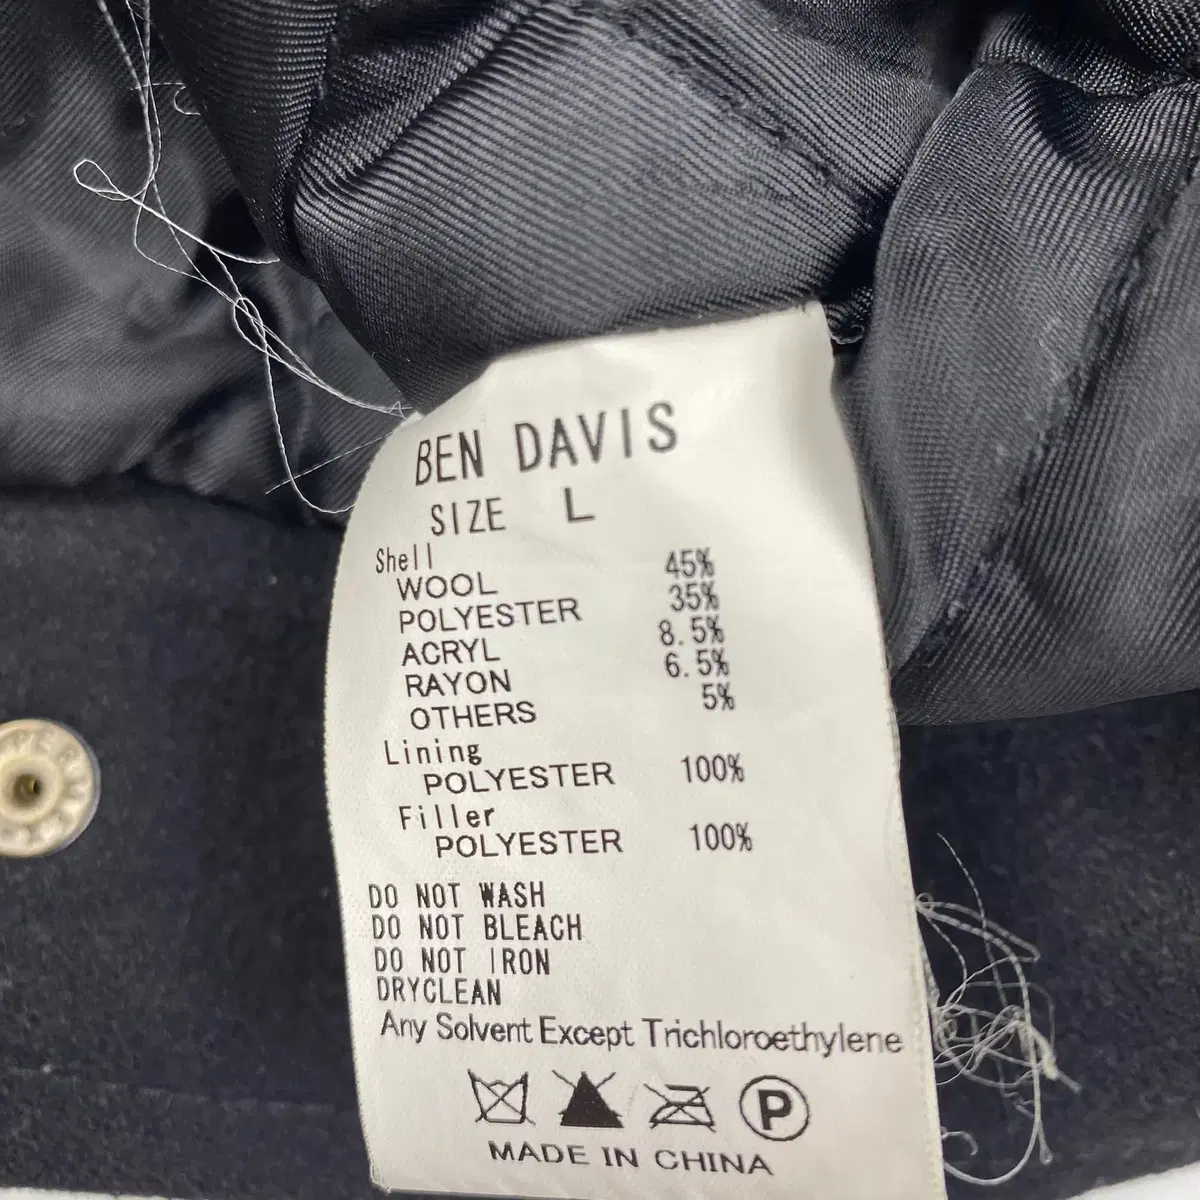 BEN DAVIS
SIZE L
Shell
WOOL 45%
POLYESTER 35%
ACRYL 8.5%
RAYON 6.5%
OTHERS 5%
Lining
POLYESTER 100%
Filler
POLYESTER 100%
DO NOT WASH
DO NOT BLEACH
DO NOT IRON
DRYCLEAN
Any Solvent Except Trichloroethylene
P
MADE IN CHINA